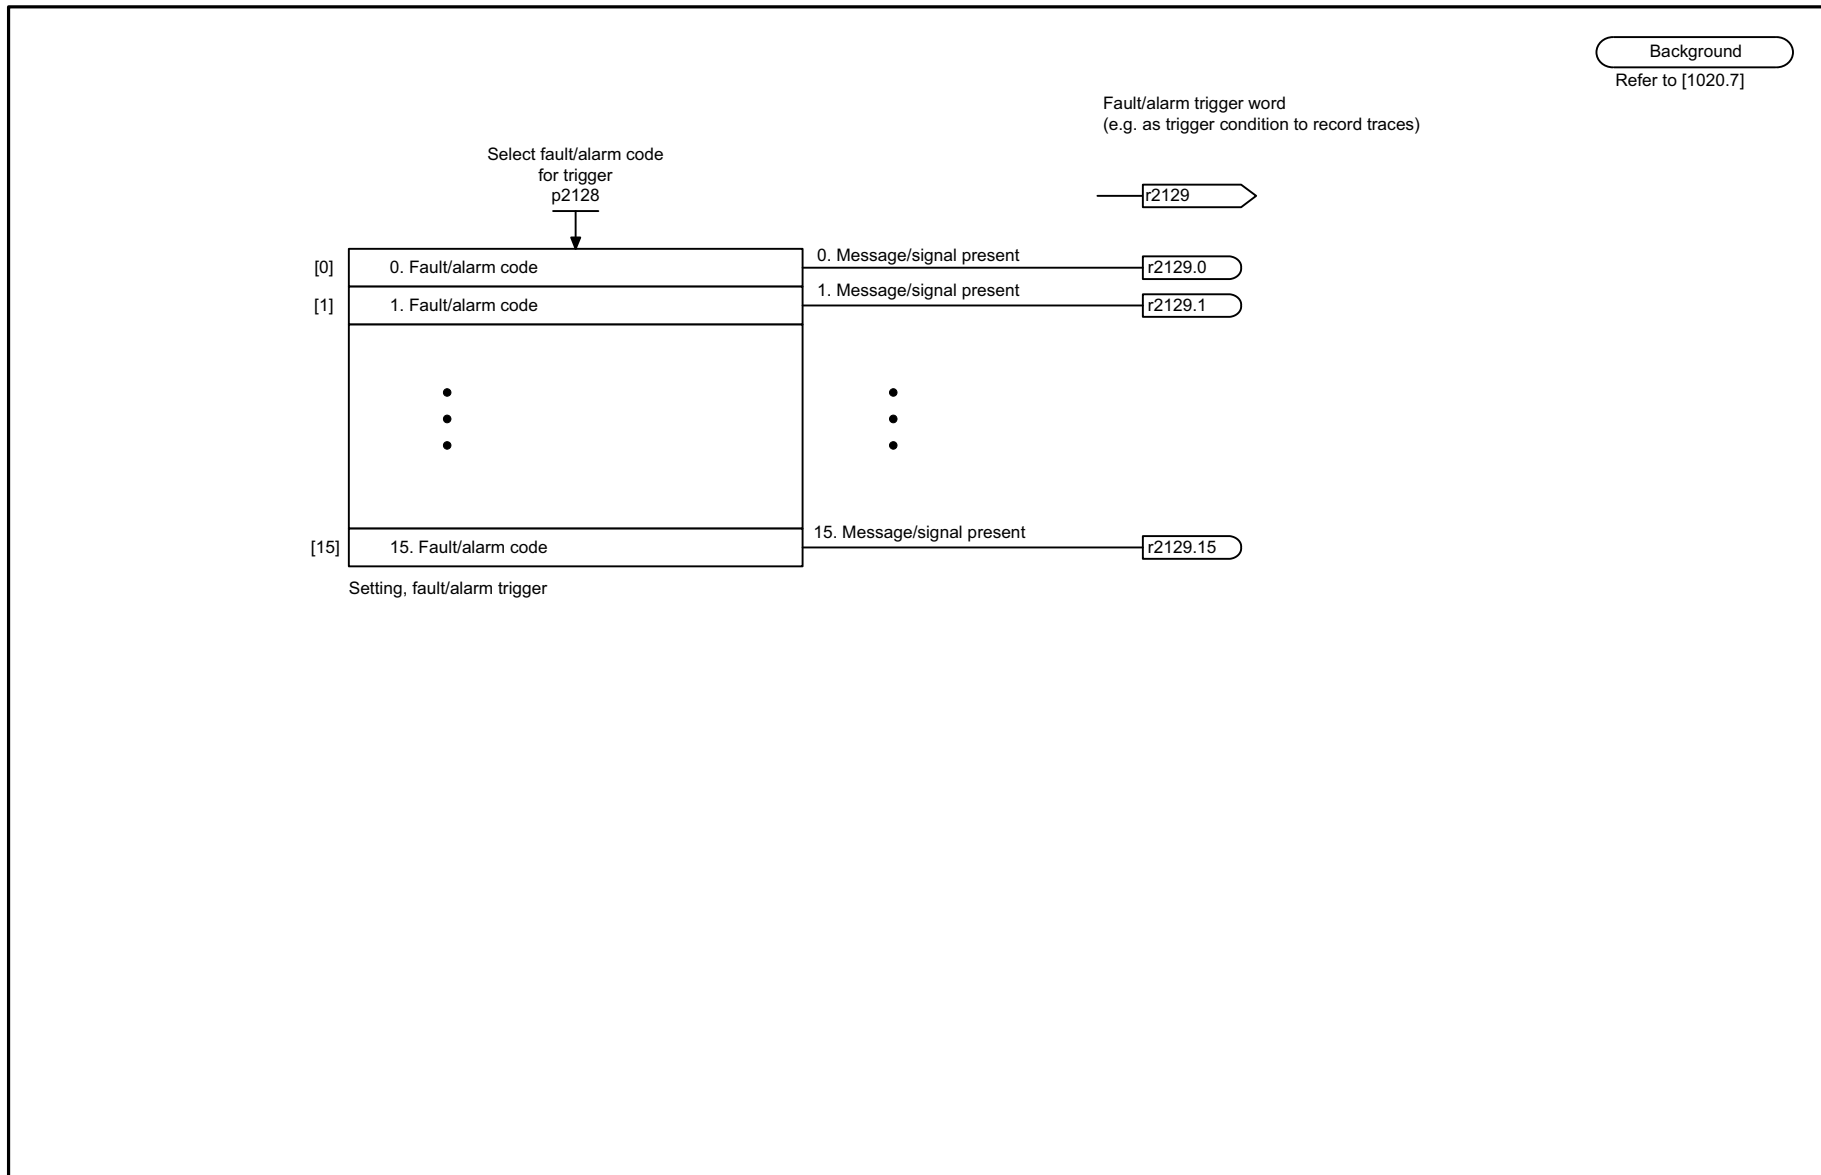 Background
Refer to [1020.7]
Fault/alarm trigger word
(e.g. as trigger condition to record traces)
Select fault/alarm code
for trigger
p2128
r2129
[0] 0. Fault/alarm code 0. Message/signal present r2129.0
[1] 1. Fault/alarm code 1. Message/signal present r2129.1
[15] 15. Fault/alarm code 15. Message/signal present r2129.15
Setting, fault/alarm trigger